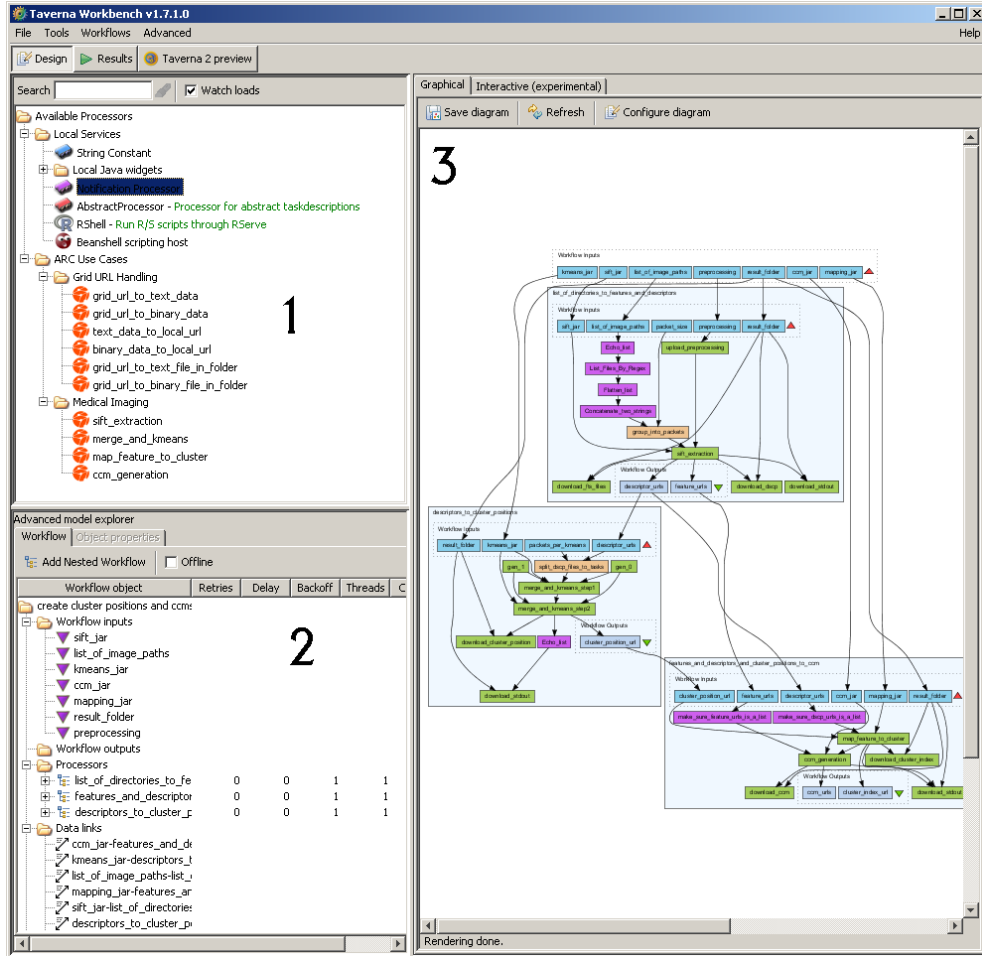 Taverna Workbench v1.7.1.0
File Tools Workflows Advanced Help
Design Results Taverna 2 preview
Search Watch loads
Available Processors
Local Services
String Constant
Local Java widgets
Notification Processor
AbstractProcessor - Processor for abstract taskdescriptions
RShell - Run R/S scripts through RServe
Beanshell scripting host
ARC Use Cases
Grid URL Handling
grid_url_to_text_data
grid_url_to_binary_data
text_data_to_local_url
binary_data_to_local_url
grid_url_to_text_file_in_folder
grid_url_to_binary_file_in_folder
Medical Imaging
sift_extraction
merge_and_kmeans
map_feature_to_cluster
ccm_generation
1
Advanced model explorer
Workflow Object properties
Add Nested Workflow Offline
Workflow object Retries Delay Backoff Threads C
create cluster positions and ccms
Workflow inputs
sift_jar
list_of_image_paths
kmeans_jar
ccm_jar
mapping_jar
result_folder
preprocessing
Workflow outputs
Processors
list_of_directories_to_fe 0 0 1 1
features_and_descriptor 0 0 1 1
descriptors_to_cluster_p 0 0 1 1
Data links
ccm_jar-features_and_de
kmeans_jar-descriptors_t
list_of_image_paths-list_
mapping_jar-features_ar
sift_jar-list_of_directories
descriptors_to_cluster_p
2
Graphical Interactive (experimental)
Save diagram Refresh Configure diagram
3
Workflow Inputs
kmeans_jar sift_jar list_of_image_paths preprocessing result_folder ccm_jar mapping_jar
list_of_directories_to_features_and_descriptors
Workflow Inputs
sift_jar list_of_image_paths packet_size preprocessing result_folder
Echo_list upload_preprocessing
List_Files_By_Regex
Flatten_list
Concatenate_two_strings
group_into_packets
sift_extraction
Workflow Outputs
download_fts_files descriptor_urls feature_urls download_dscp download_stdout
descriptors_to_cluster_positions
Workflow Inputs
result_folder kmeans_jar packets_per_kmeans descriptor_urls
gen_1 split_dscp_files_to_tasks gen_0
merge_and_kmeans_step1
merge_and_kmeans_step2
Workflow Outputs
download_cluster_position Echo_list cluster_position_url
download_stdout
features_and_descriptors_and_cluster_positions_to_ccm
Workflow Inputs
cluster_position_url feature_urls descriptor_urls ccm_jar mapping_jar result_folder
make_sure_feature_urls_is_a_list make_sure_dscp_urls_is_a_list
map_feature_to_cluster
ccm_generation download_cluster_index
Workflow Outputs
download_ccm ccm_urls cluster_index_url download_stdout
Rendering done.